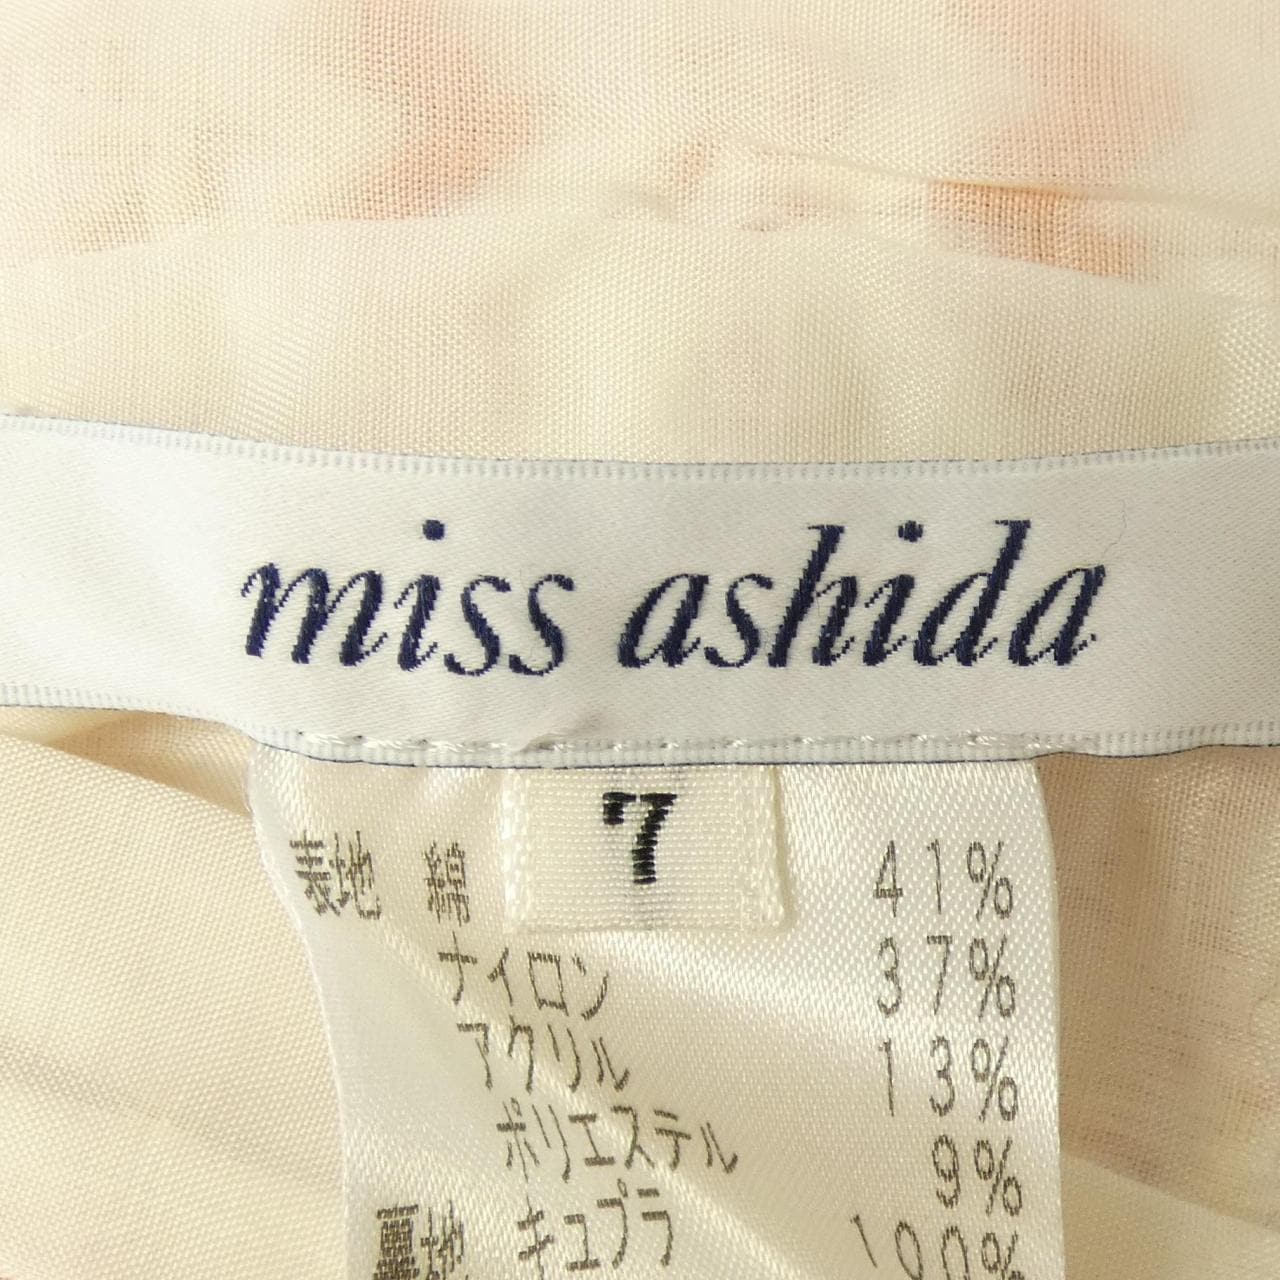 miss ashida
7
表地 綿 41%
ナイロン 37%
アクリル 13%
ポリエステル 9%
裏地 キュプラ 100%